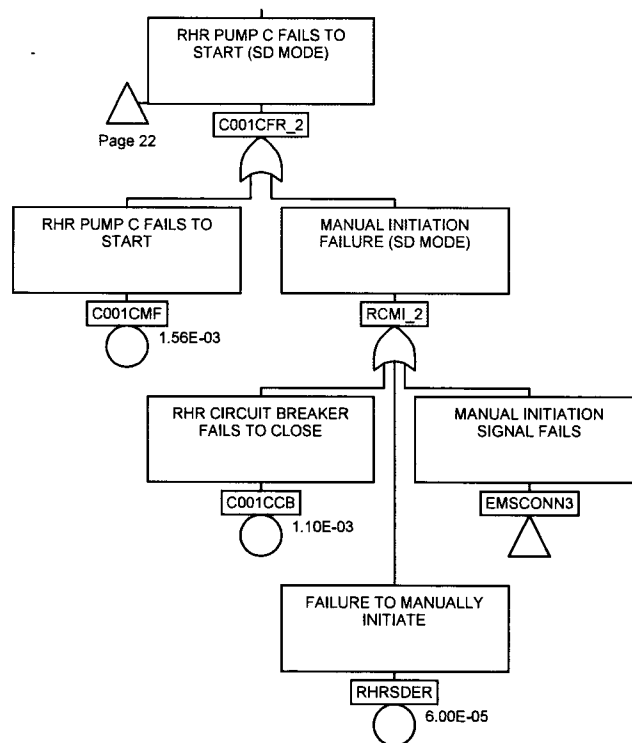 RHR PUMP C FAILS TO
START (SD MODE)
Page 22
C001CFR_2
RHR PUMP C FAILS TO
START
MANUAL INITIATION
FAILURE (SD MODE)
C001CMF
1.56E-03
RCMI_2
RHR CIRCUIT BREAKER
FAILS TO CLOSE
MANUAL INITIATION
SIGNAL FAILS
C001CCB
1.10E-03
EMSCONN3
FAILURE TO MANUALLY
INITIATE
RHRSDER
6.00E-05